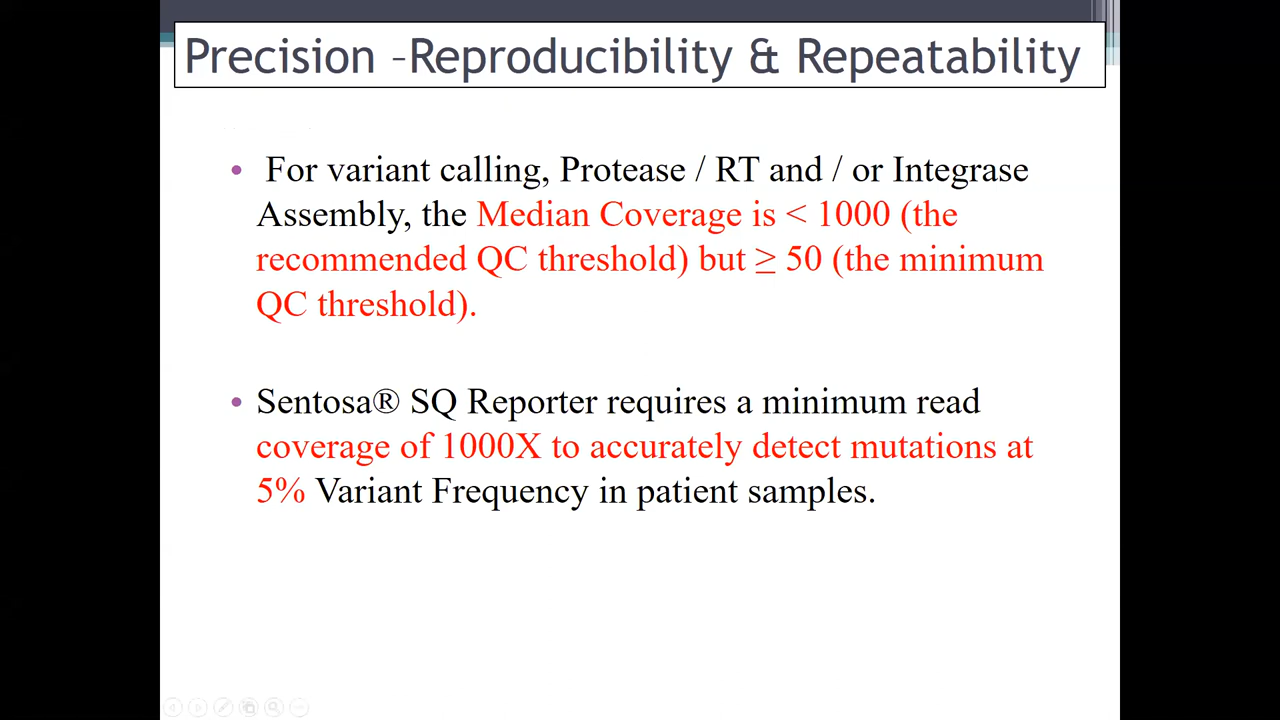 Precision –Reproducibility & Repeatability
• For variant calling, Protease / RT and / or Integrase
Assembly, the Median Coverage is < 1000 (the
recommended QC threshold) but ≥ 50 (the minimum
QC threshold).
• Sentosa® SQ Reporter requires a minimum read
coverage of 1000X to accurately detect mutations at
5% Variant Frequency in patient samples.